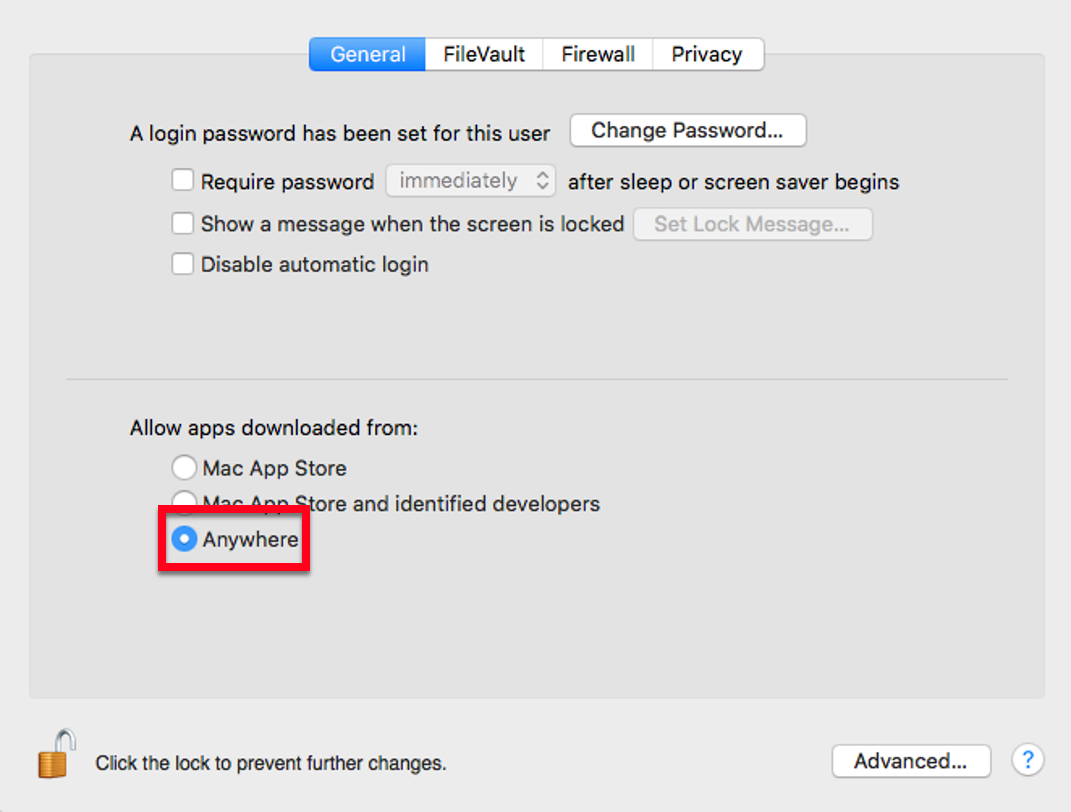 General FileVault Firewall Privacy
A login password has been set for this user Change Password...
Require password immediately after sleep or screen saver begins
Show a message when the screen is locked Set Lock Message...
Disable automatic login
Allow apps downloaded from:
Mac App Store
Mac App Store and identified developers
Anywhere
Click the lock to prevent further changes. Advanced... ?